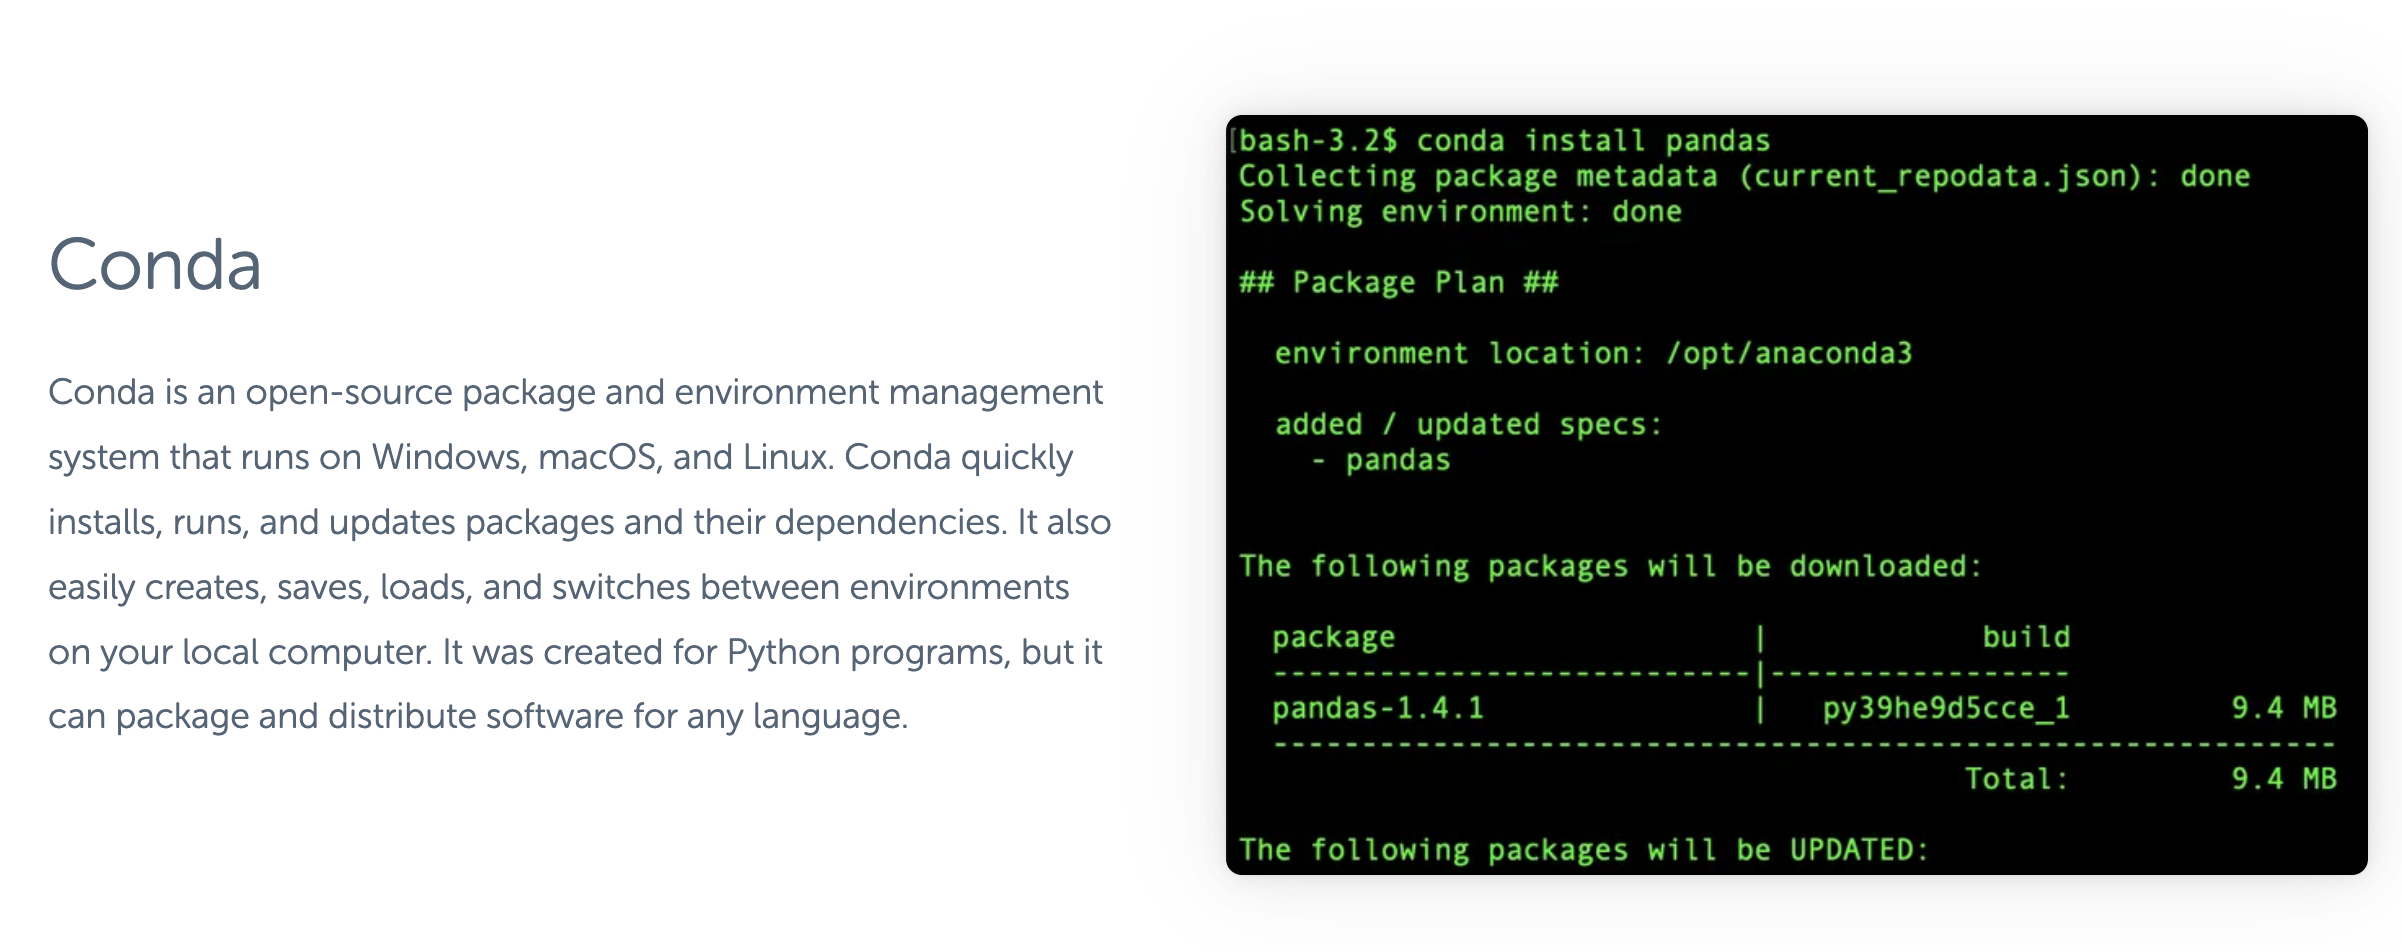 Conda
Conda is an open-source package and environment management
system that runs on Windows, macOS, and Linux. Conda quickly
installs, runs, and updates packages and their dependencies. It also
easily creates, saves, loads, and switches between environments
on your local computer. It was created for Python programs, but it
can package and distribute software for any language.
[bash-3.2$ conda install pandas
Collecting package metadata (current_repodata.json): done
Solving environment: done
## Package Plan ##
environment location: /opt/anaconda3
added / updated specs:
- pandas
The following packages will be downloaded:
package | build
---------------------------|-----------------
pandas-1.4.1 | py39he9d5cce_1 9.4 MB
------------------------------------------------------------
Total: 9.4 MB
The following packages will be UPDATED: